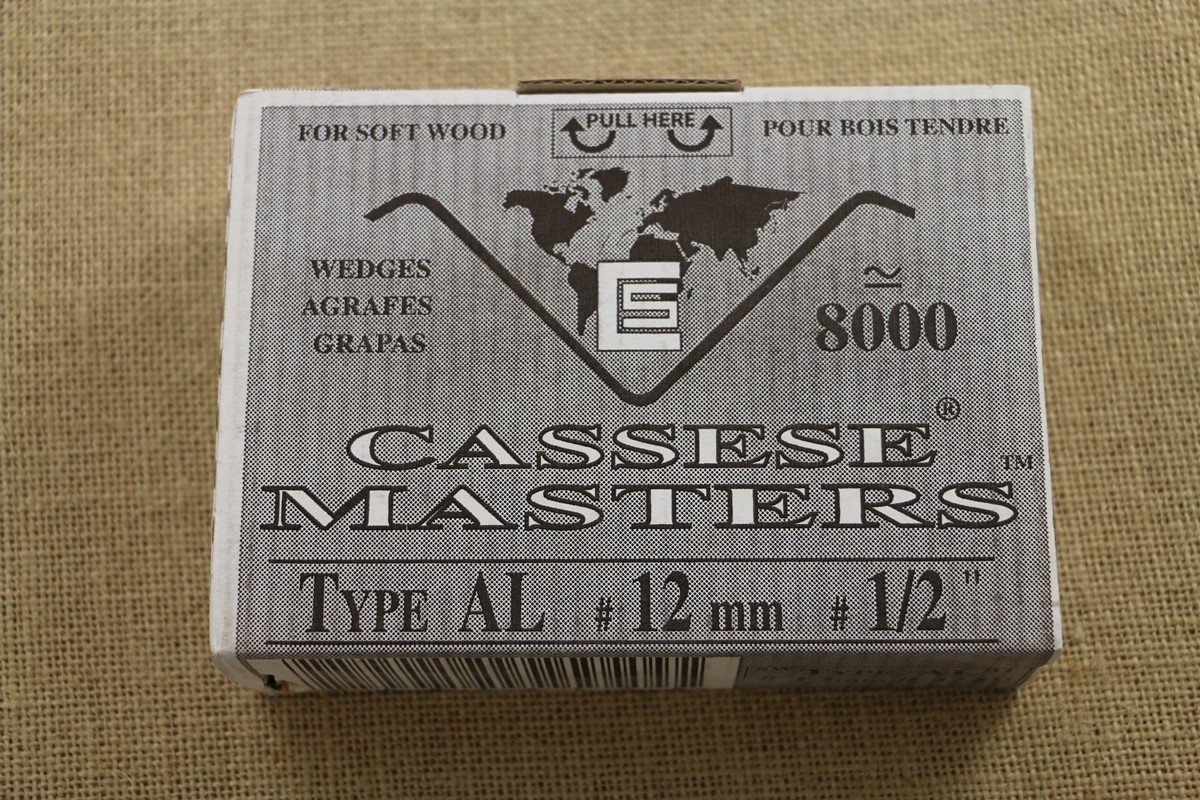 FOR SOFT WOOD
PULL HERE
POUR BOIS TENDRE
WEDGES
AGRAFES
GRAPAS
≃
8000
CASSESE®
MASTERS™
TYPE AL # 12 mm # 1/2 "